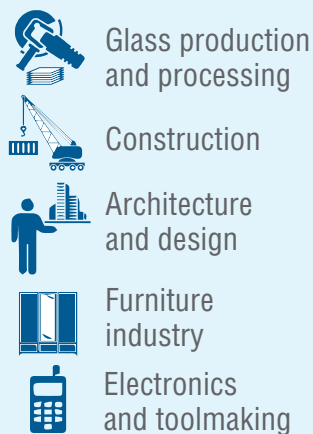 Glass production
and processing
Construction
Architecture
and design
Furniture
industry
Electronics
and toolmaking